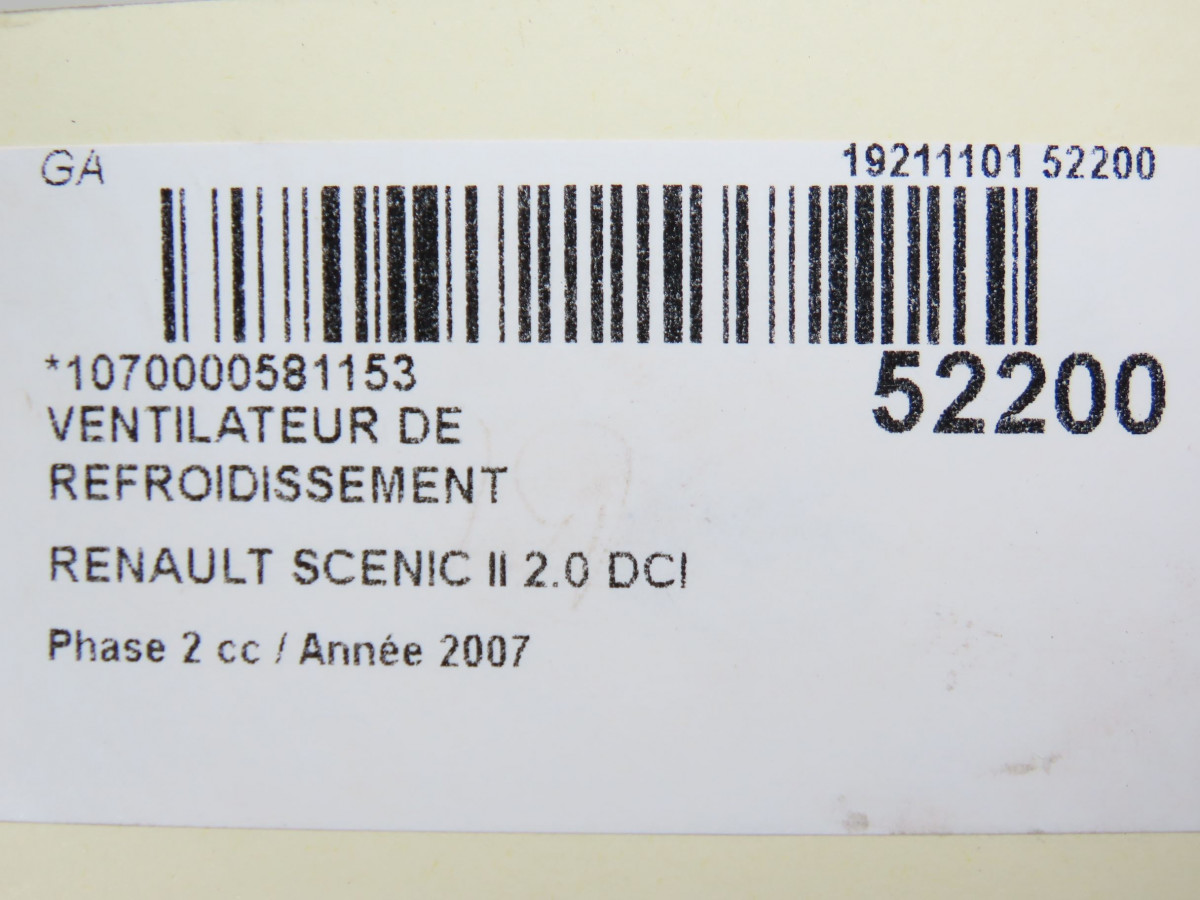 GA
19211101 52200
*1070000581153
52200
VENTILATEUR DE
REFROIDISSEMENT
RENAULT SCENIC II 2.0 DCI
Phase 2 cc / Année 2007